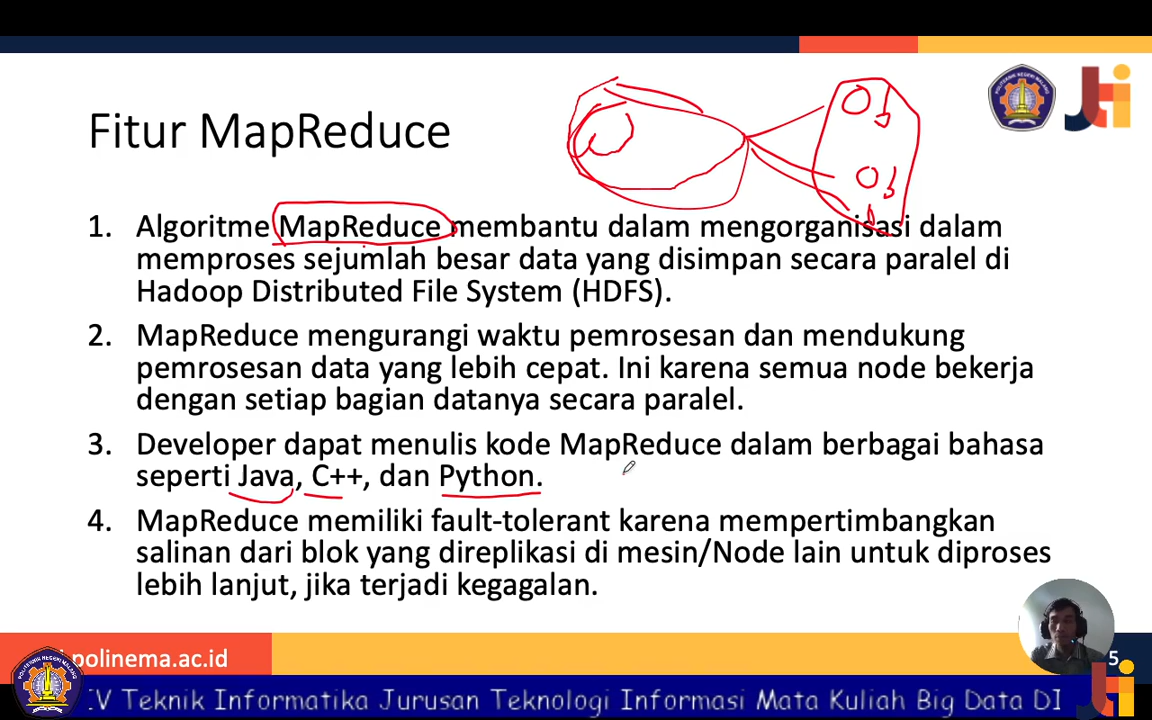 Fitur MapReduce
1. Algoritme MapReduce membantu dalam mengorganisasi dalam
memproses sejumlah besar data yang disimpan secara paralel di
Hadoop Distributed File System (HDFS).
2. MapReduce mengurangi waktu pemrosesan dan mendukung
pemrosesan data yang lebih cepat. Ini karena semua node bekerja
dengan setiap bagian datanya secara paralel.
3. Developer dapat menulis kode MapReduce dalam berbagai bahasa
seperti Java, C++, dan Python.
4. MapReduce memiliki fault-tolerant karena mempertimbangkan
salinan dari blok yang direplikasi di mesin/Node lain untuk diproses
lebih lanjut, jika terjadi kegagalan.
polinema.ac.id
5
IV Teknik Informatika Jurusan Teknologi Informasi Mata Kuliah Big Data DI